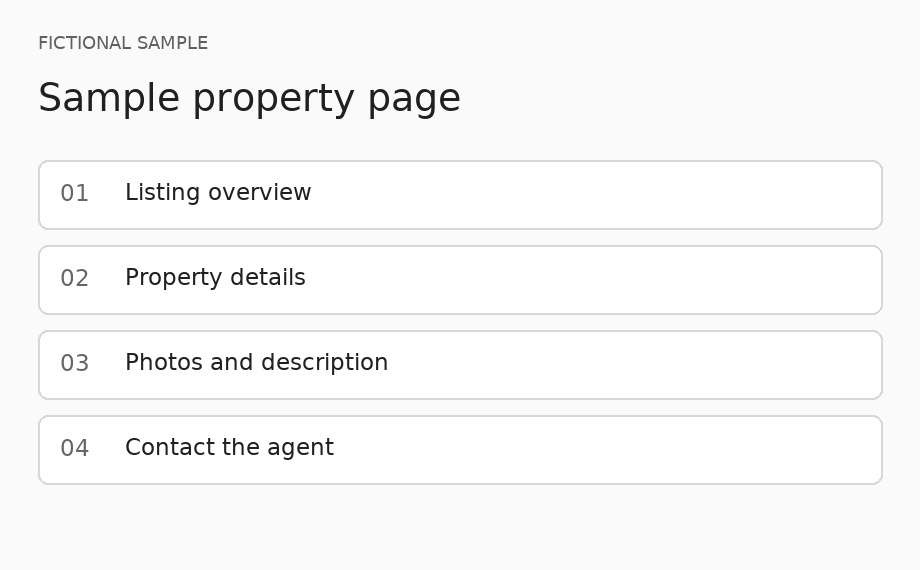 FICTIONAL SAMPLE
Sample property page
01 Listing overview
02 Property details
03 Photos and description
04 Contact the agent